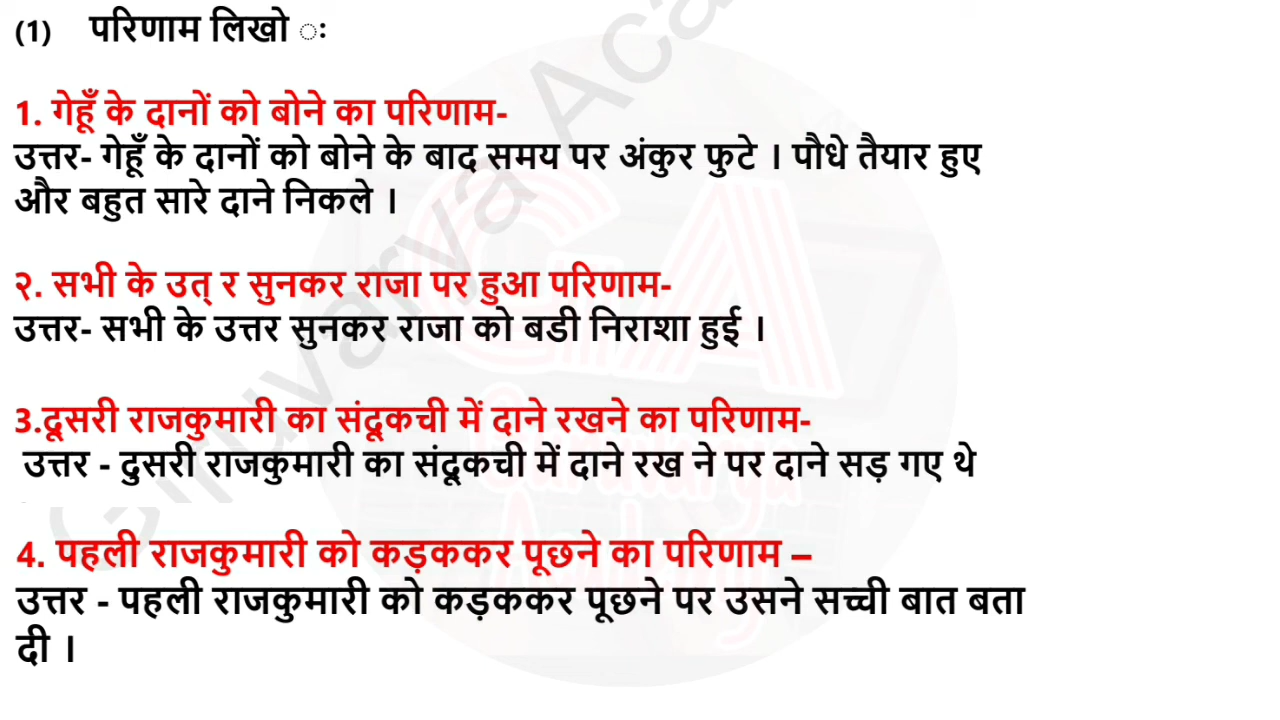 (1) परिणाम लिखो ः
1. गेहूँ के दानों को बोने का परिणाम-
उत्तर- गेहूँ के दानों को बोने के बाद समय पर अंकुर फुटे । पौधे तैयार हुए
और बहुत सारे दाने निकले ।
२. सभी के उत् र सुनकर राजा पर हुआ परिणाम-
उत्तर- सभी के उत्तर सुनकर राजा को बडी निराशा हुई ।
3.दूसरी राजकुमारी का संदूकची में दाने रखने का परिणाम-
उत्तर - दुसरी राजकुमारी का संदूकची में दाने रख ने पर दाने सड़ गए थे
4. पहली राजकुमारी को कड़ककर पूछने का परिणाम –
उत्तर - पहली राजकुमारी को कड़ककर पूछने पर उसने सच्ची बात बता
दी ।